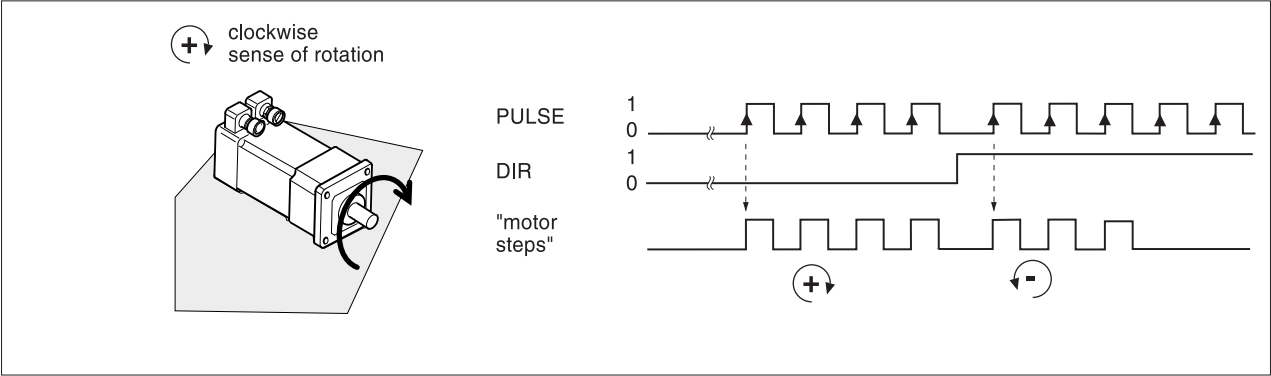 +
clockwise
sense of rotation
PULSE
1
0
DIR
1
0
"motor
steps"
+
-